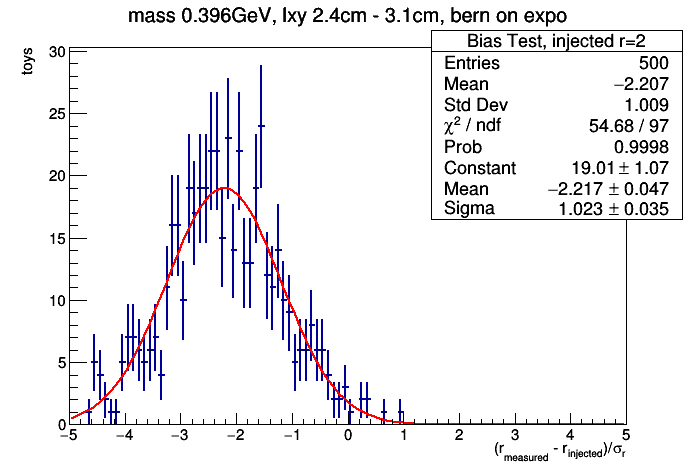 mass 0.396GeV, lxy 2.4cm - 3.1cm, bern on expo
Bias Test, injected r=2
Entries 500
Mean −2.207
Std Dev 1.009
χ² / ndf 54.68 / 97
Prob 0.9998
Constant 19.01 ± 1.07
Mean −2.217 ± 0.047
Sigma 1.023 ± 0.035
toys
30
25
20
15
10
5
0
−5 −4 −3 −2 −1 0 1 2 3 4 5
(r_measured - r_injected)/σ_r